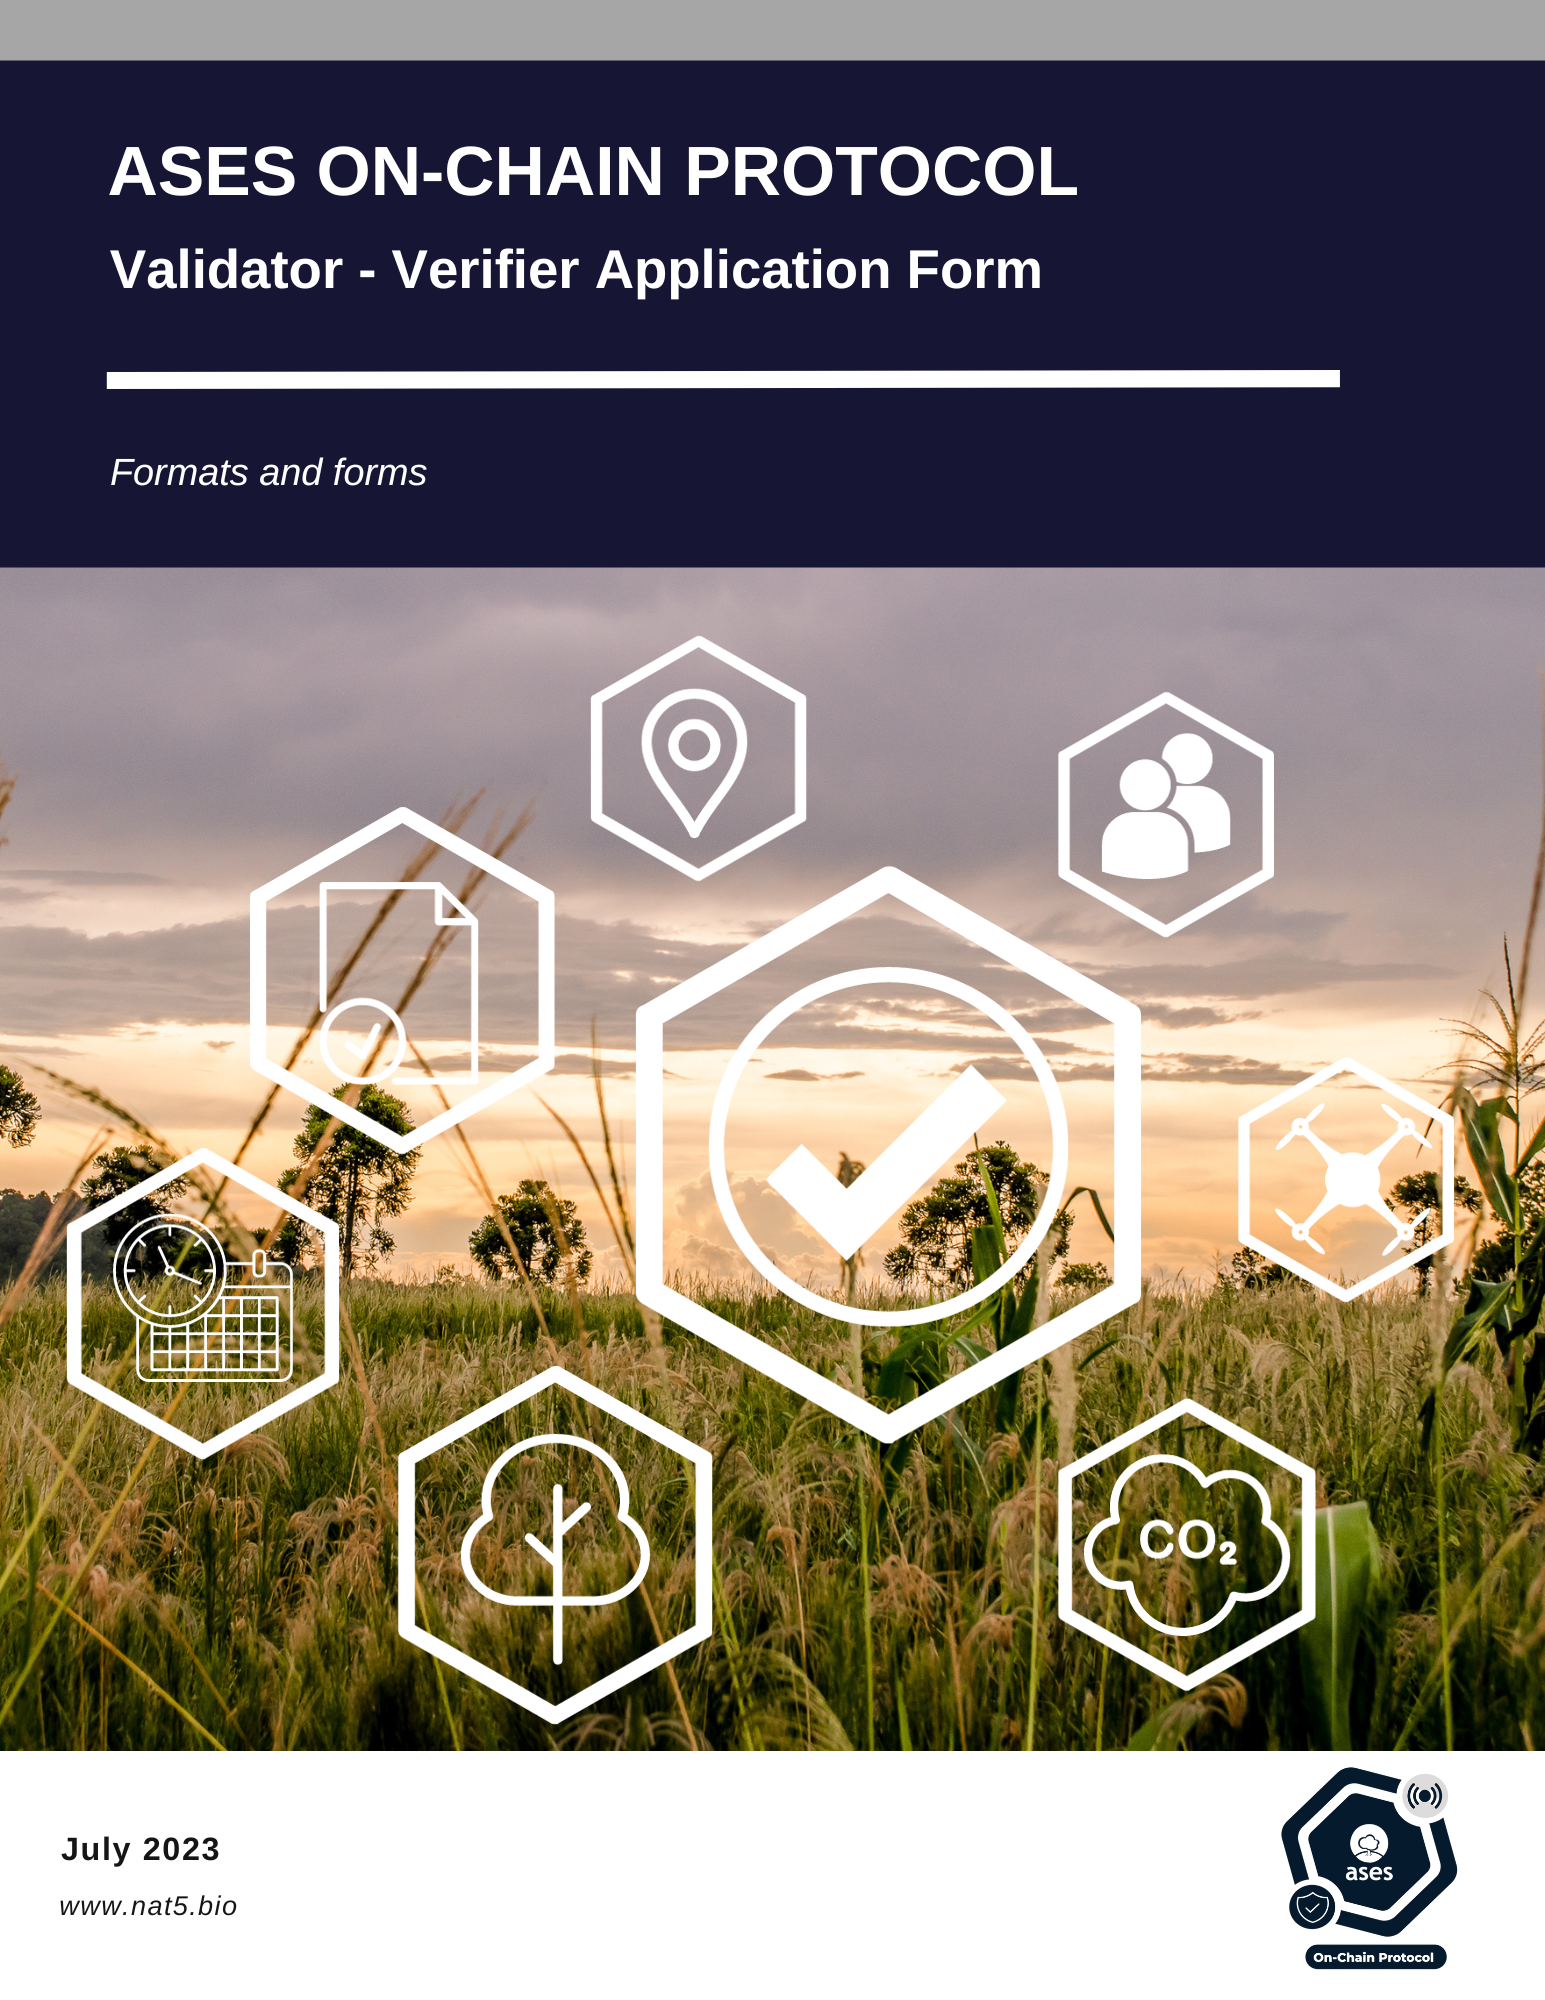 ASES ON-CHAIN PROTOCOL
Validator - Verifier Application Form
Formats and forms
CO₂
July 2023
www.nat5.bio
ases
On-Chain Protocol